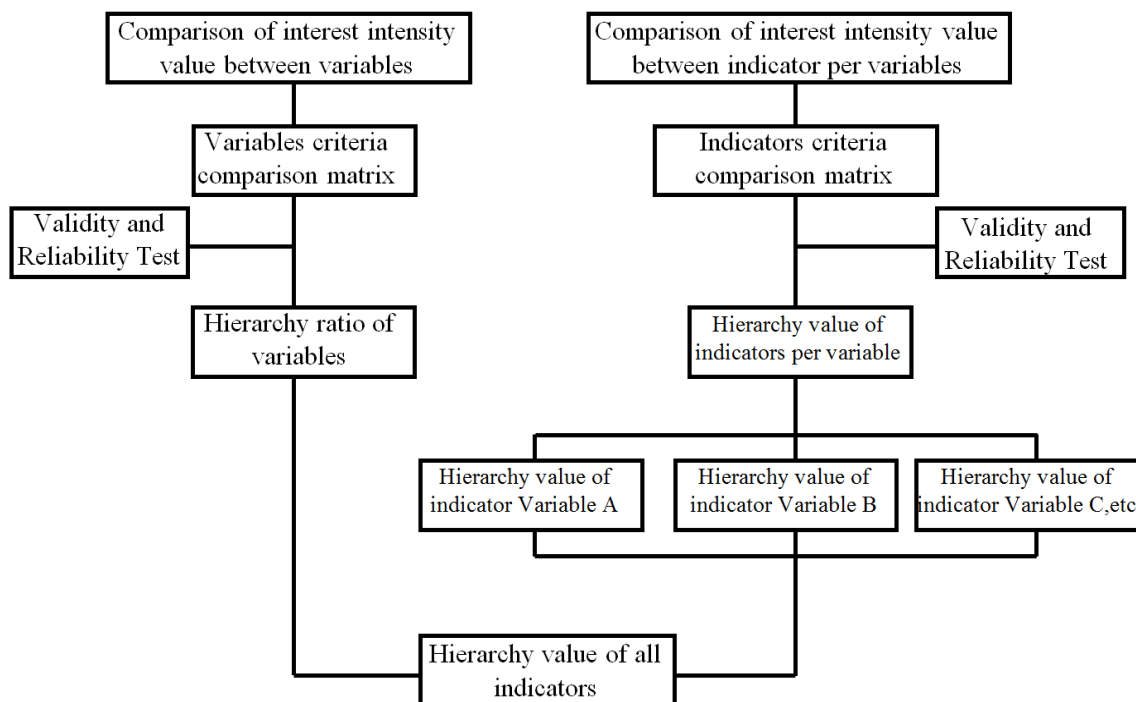 Comparison of interest intensity
value between variables
Comparison of interest intensity value
between indicator per variables
Variables criteria
comparison matrix
Indicators criteria
comparison matrix
Validity and
Reliability Test
Validity and
Reliability Test
Hierarchy ratio of
variables
Hierarchy value of
indicators per variable
Hierarchy value of
indicator Variable A
Hierarchy value of
indicator Variable B
Hierarchy value of
indicator Variable C,etc
Hierarchy value of all
indicators